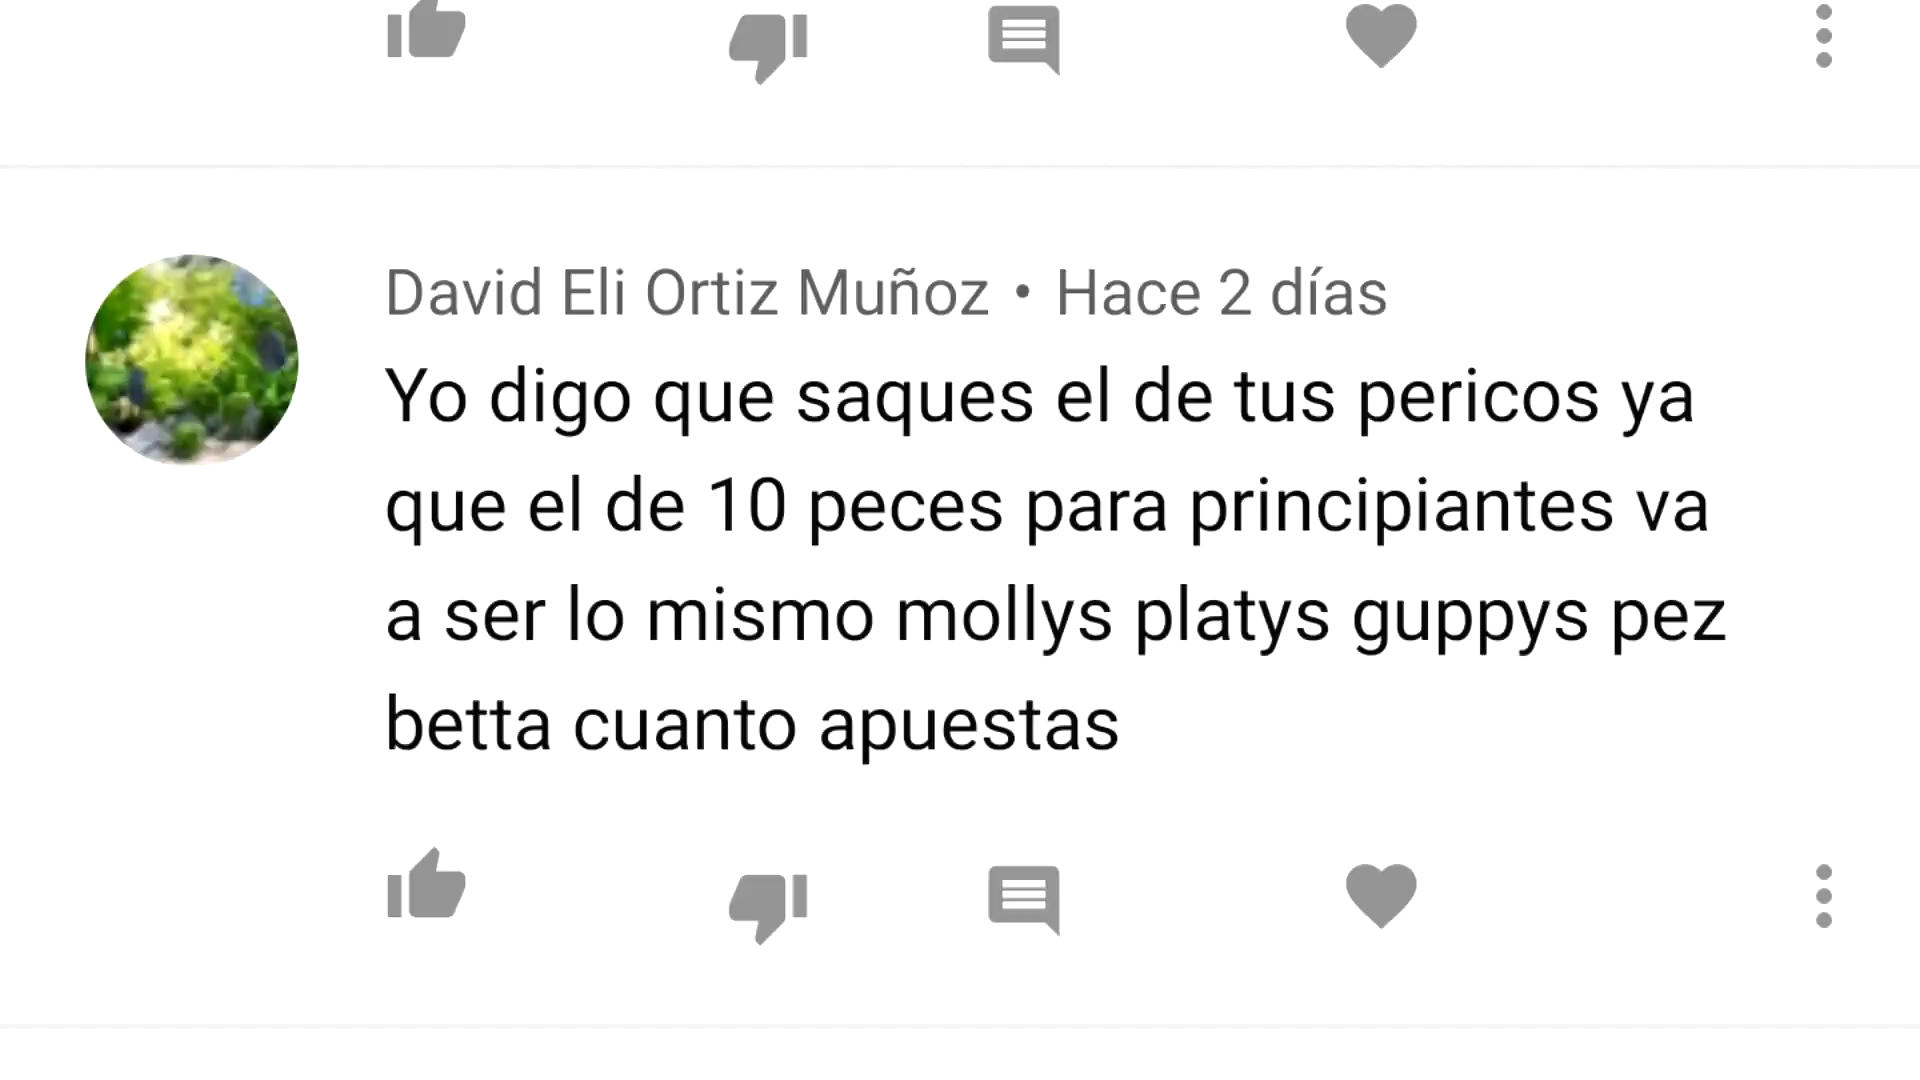 David Eli Ortiz Muñoz • Hace 2 días
Yo digo que saques el de tus pericos ya
que el de 10 peces para principiantes va
a ser lo mismo mollys platys guppys pez
betta cuanto apuestas